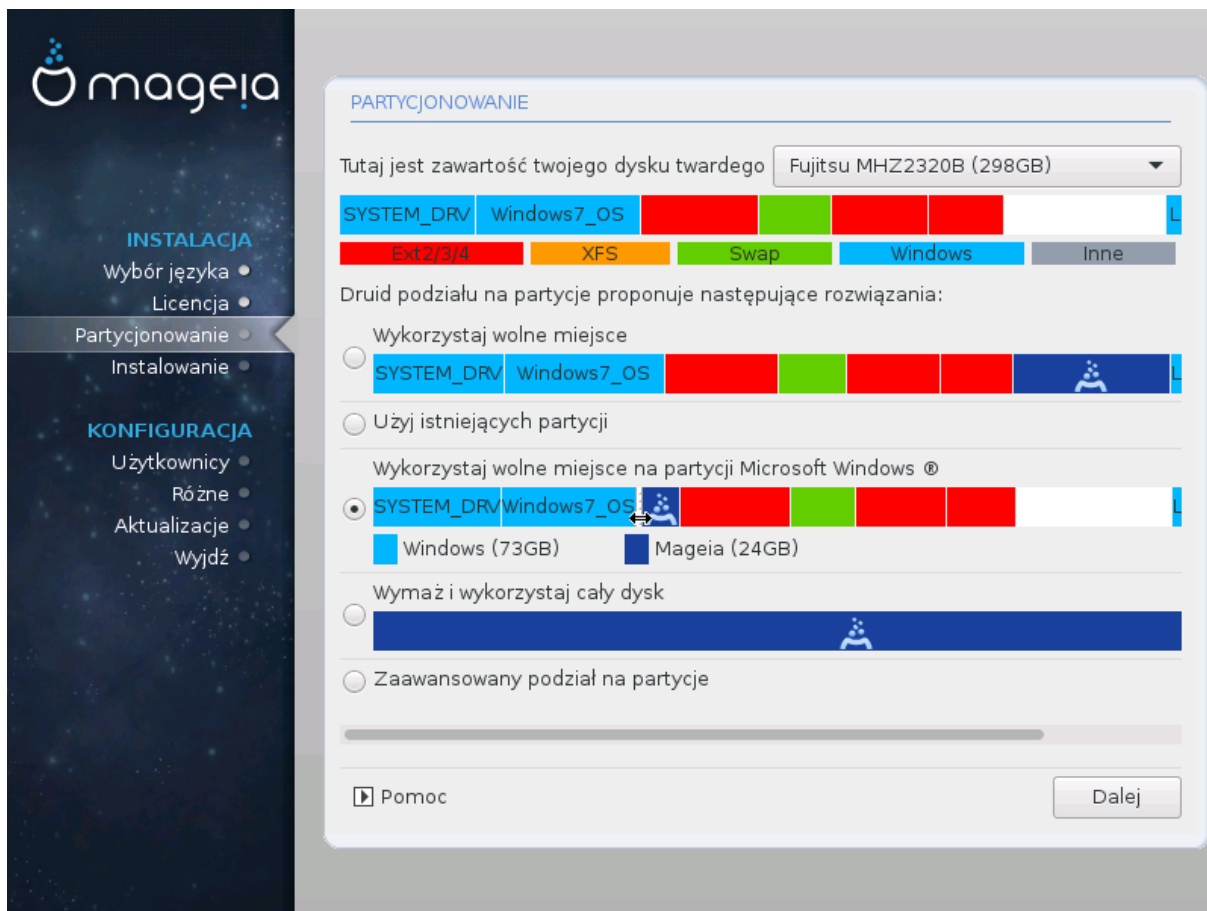 mageia
INSTALACJA
Wybór języka
Licencja
Partycjonowanie
Instalowanie
KONFIGURACJA
Użytkownicy
Różne
Aktualizacje
Wyjdź
PARTYCJONOWANIE
Tutaj jest zawartość twojego dysku twardego Fujitsu MHZ2320B (298GB)
SYSTEM_DRV Windows7_OS L
Ext2/3/4 XFS Swap Windows Inne
Druid podziału na partycje proponuje następujące rozwiązania:
Wykorzystaj wolne miejsce
SYSTEM_DRV Windows7_OS L
Użyj istniejących partycji
Wykorzystaj wolne miejsce na partycji Microsoft Windows ®
SYSTEM_DRV Windows7_OS L
Windows (73GB) Mageia (24GB)
Wymaż i wykorzystaj cały dysk
Zaawansowany podział na partycje
Pomoc Dalej